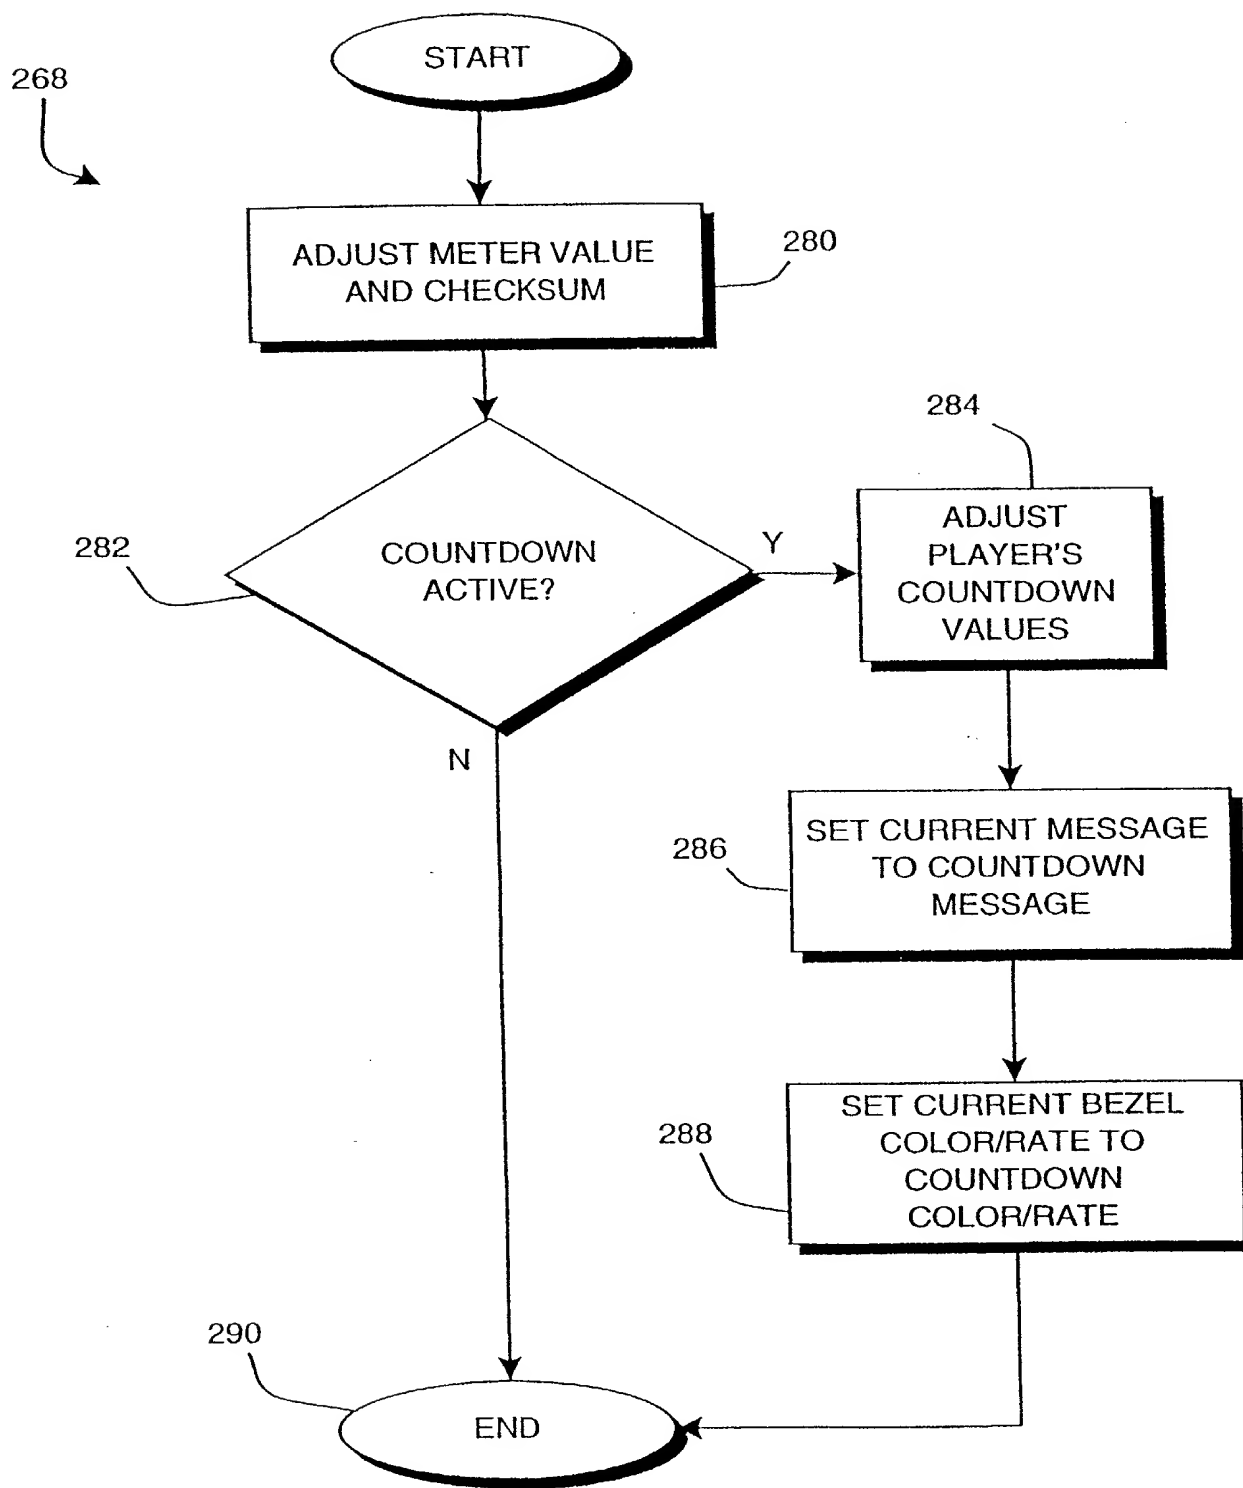 START
268
ADJUST METER VALUE
AND CHECKSUM
280
284
282
COUNTDOWN
ACTIVE?
Y
ADJUST
PLAYER'S
COUNTDOWN
VALUES
N
286
SET CURRENT MESSAGE
TO COUNTDOWN
MESSAGE
288
SET CURRENT BEZEL
COLOR/RATE TO
COUNTDOWN
COLOR/RATE
290
END